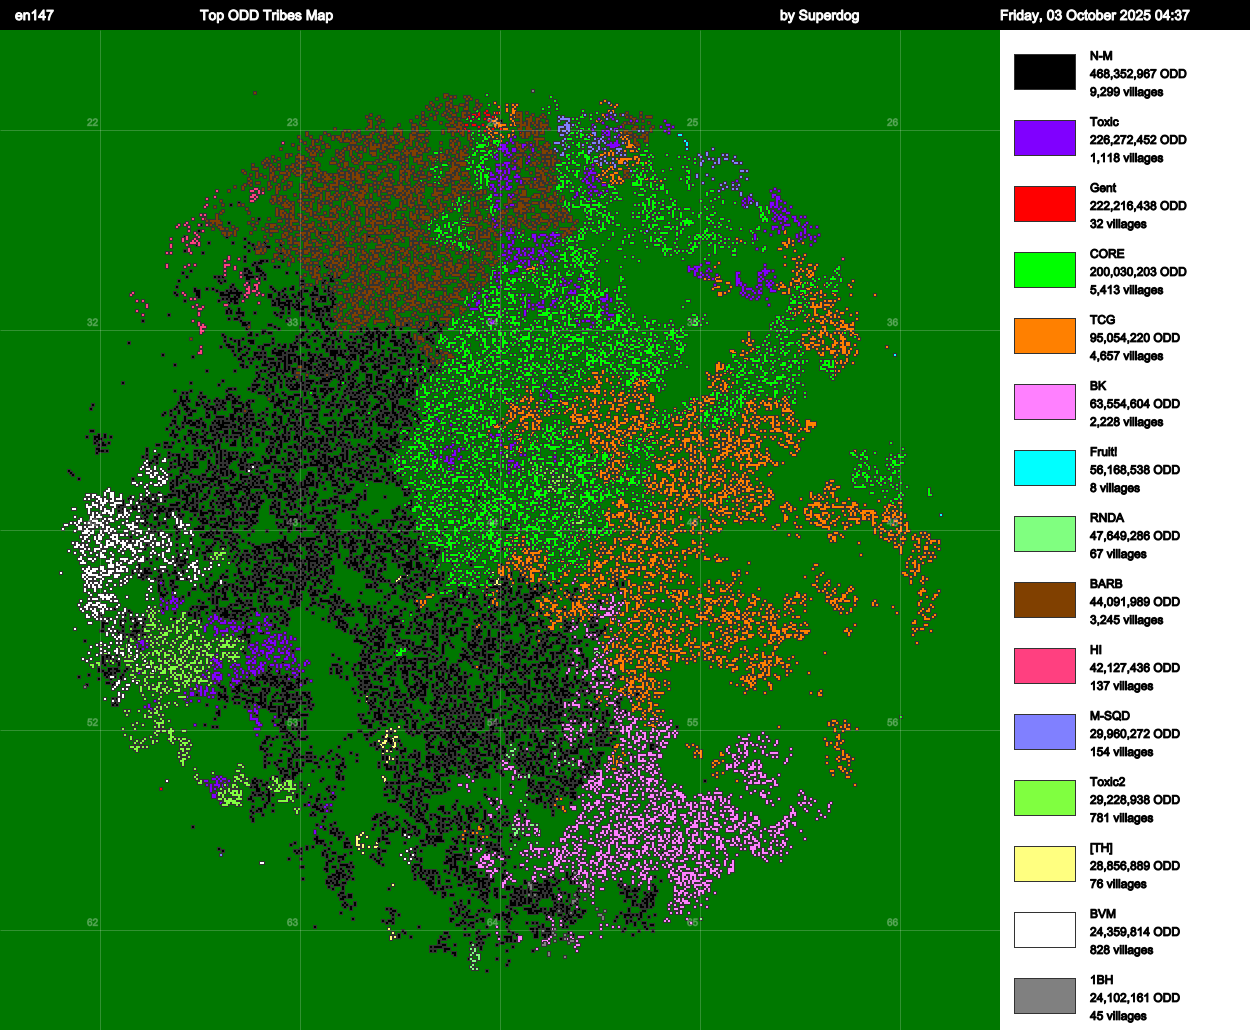 en147 Top ODD Tribes Map by Superdog Friday, 03 October 2025 04:37
N-M
468,352,967 ODD
9,299 villages
Toxic
226,272,452 ODD
1,118 villages
Gent
222,216,438 ODD
32 villages
CORE
200,030,203 ODD
5,413 villages
TCG
95,054,220 ODD
4,657 villages
BK
63,554,604 ODD
2,228 villages
Fruit!
56,168,538 ODD
8 villages
RNDA
47,649,286 ODD
67 villages
BARB
44,091,989 ODD
3,245 villages
HI
42,127,436 ODD
137 villages
M-SQD
29,960,272 ODD
154 villages
Toxic2
29,228,938 ODD
781 villages
[TH]
28,856,889 ODD
76 villages
BVM
24,359,814 ODD
828 villages
1BH
24,102,161 ODD
45 villages
22 23 25 26
32 33 36
43
52 53 54 55 56
62 63 64 65 66